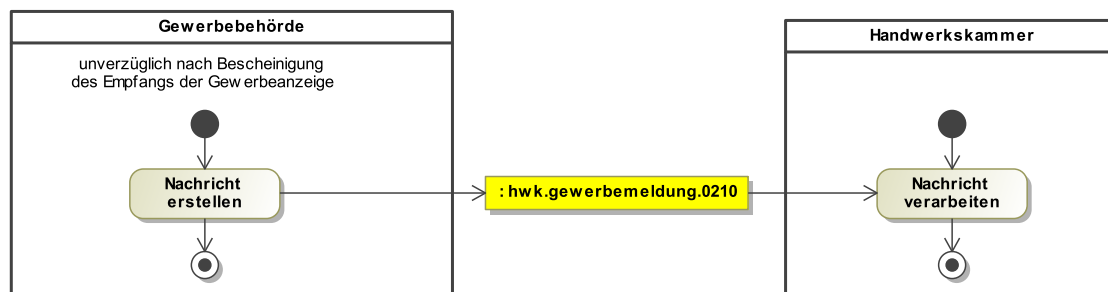 Gewerbebehörde
Handwerkskammer
unverzüglich nach Bescheinigung
des Empfangs der Gewerbeanzeige
Nachricht
erstellen
: hwk.gewerbemeldung.0210
Nachricht
verarbeiten